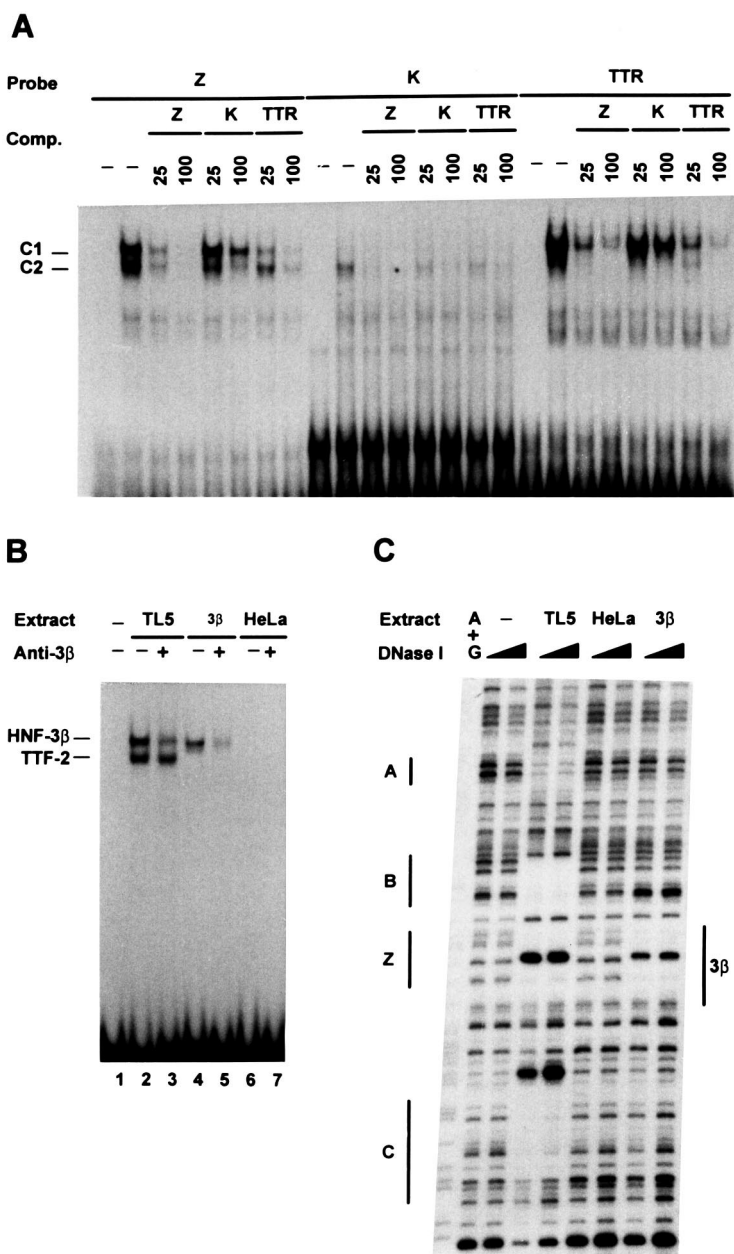 A
Probe Z K TTR
Z K TTR Z K TTR Z K TTR
Comp.
– – 25 100 25 100 25 100 – – 25 100 25 100 25 100 – – 25 100 25 100 25 100
C1 –
C2 –
B
Extract – TL5 3β HeLa
Anti-3β – – + – + – +
HNF-3β –
TTF-2 –
1 2 3 4 5 6 7
C
Extract A + G – TL5 HeLa 3β
DNase I
A
B
Z
3β
C